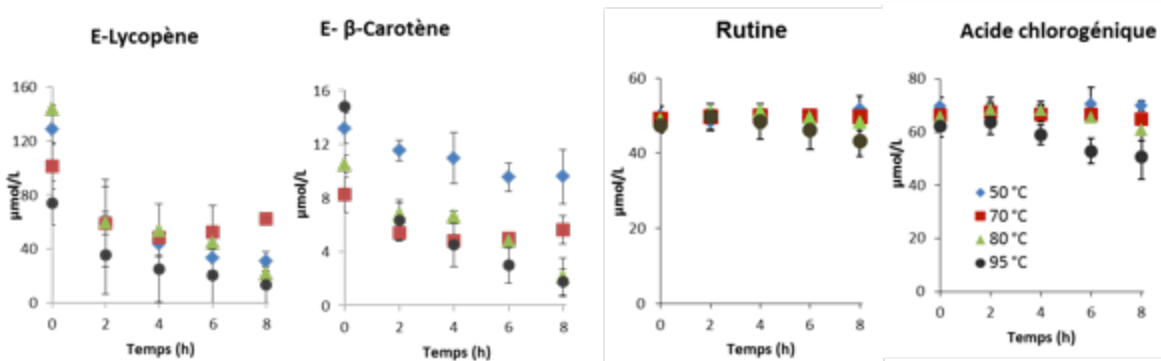 E-Lycopène
µmol/L
160
120
80
40
0
0 2 4 6 8
Temps (h)
E- β-Carotène
µmol/L
16
12
8
4
0
0 2 4 6 8
Temps (h)
Rutine
µmol/L
60
40
20
0
0 2 4 6 8
Temps (h)
Acide chlorogénique
µmol/L
80
60
40
20
0
50 °C
70 °C
80 °C
95 °C
0 2 4 6 8
Temps (h)